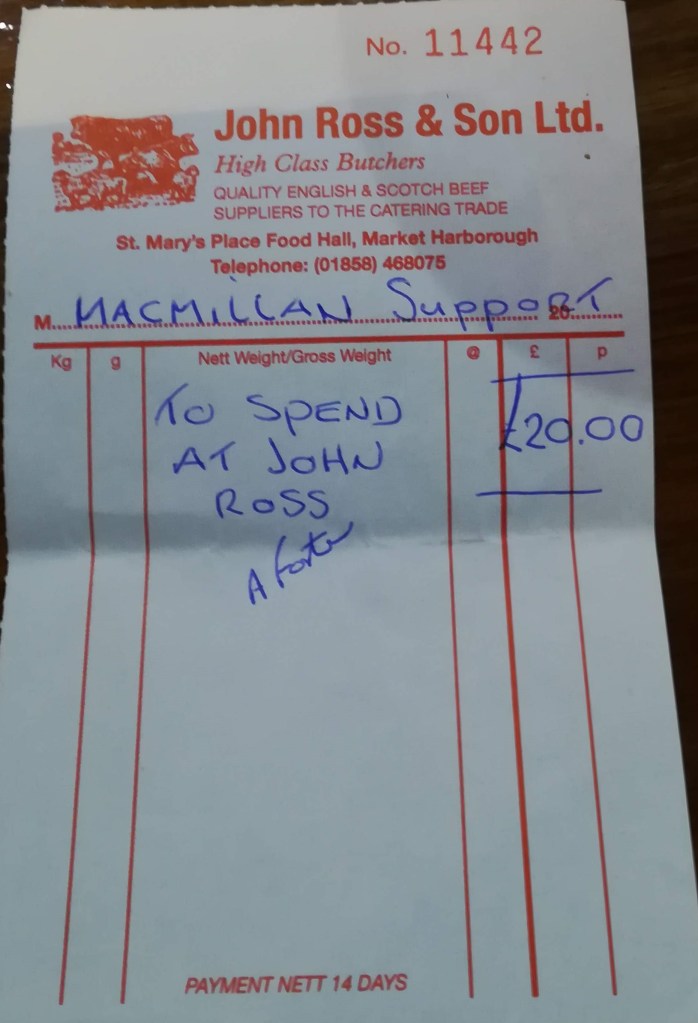 No. 11442
John Ross & Son Ltd.
High Class Butchers
QUALITY ENGLISH & SCOTCH BEEF
SUPPLIERS TO THE CATERING TRADE
St. Mary's Place Food Hall, Market Harborough
Telephone: (01858) 468075
M.... MACMILLAN SuppoRT 20
Kg g Nett Weight/Gross Weight @ £ p
TO SPEND £20.00
AT JOHN
ROSS
A
PAYMENT NETT 14 DAYS